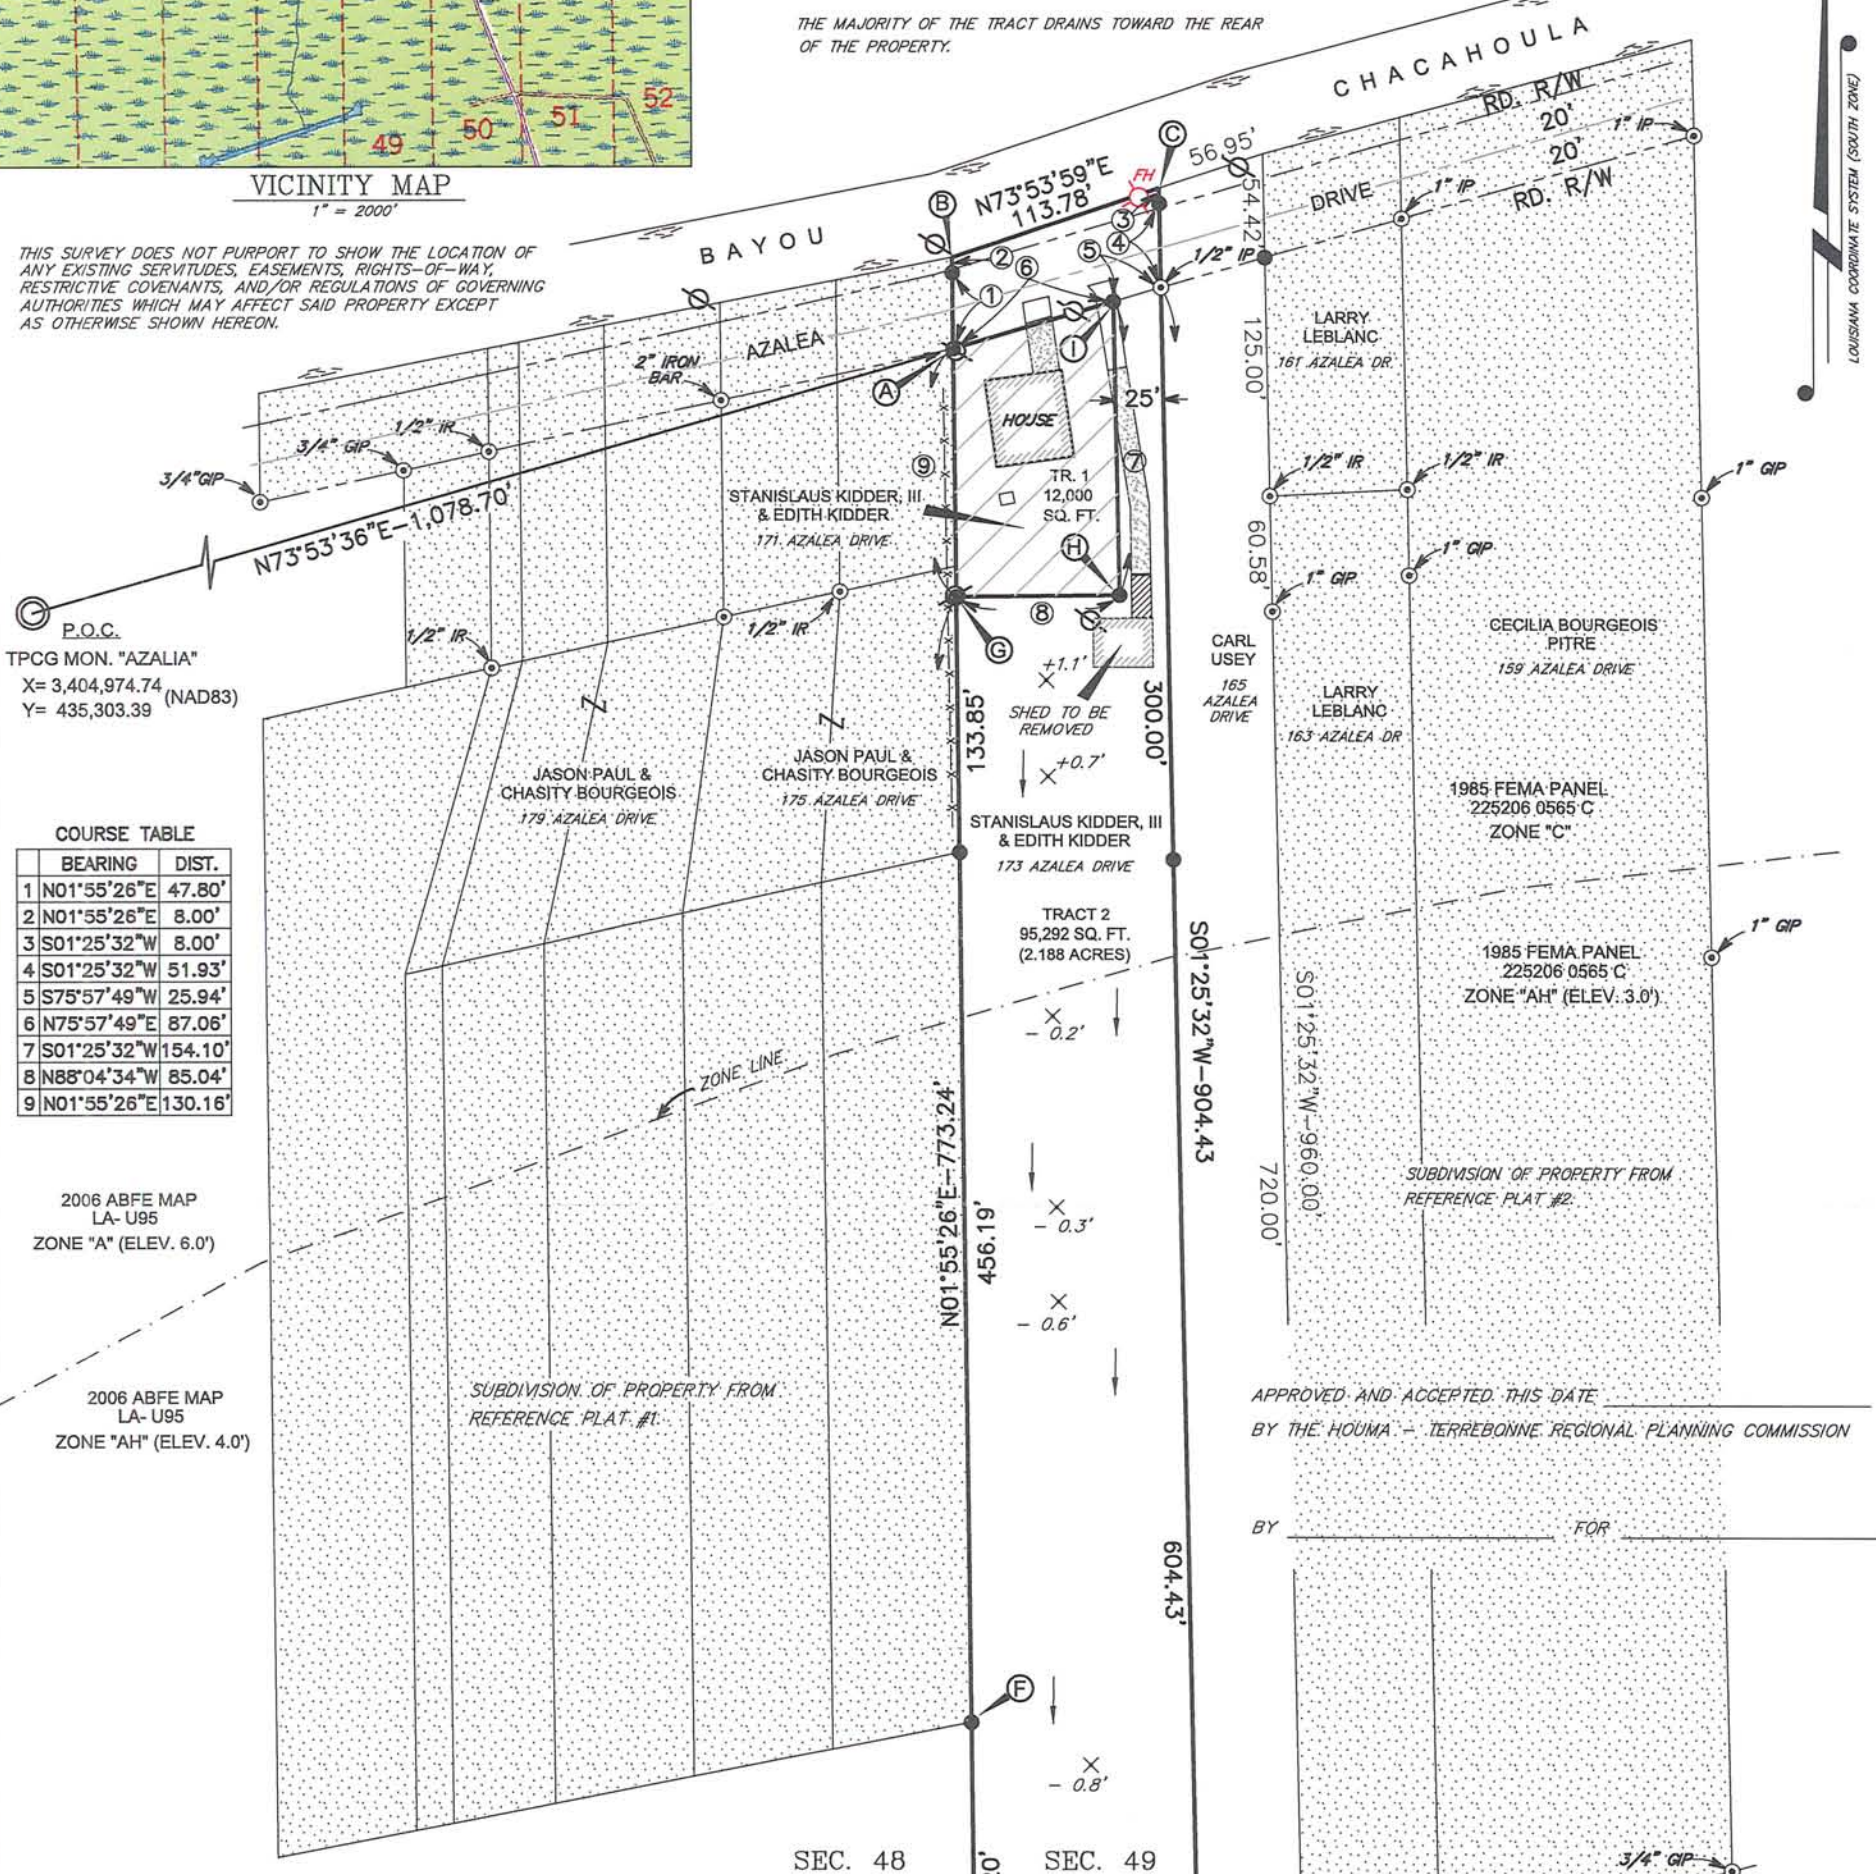 THE MAJORITY OF THE TRACT DRAINS TOWARD THE REAR
OF THE PROPERTY.
49
50
51
52
VICINITY MAP
1" = 2000'
THIS SURVEY DOES NOT PURPORT TO SHOW THE LOCATION OF
ANY EXISTING SERVITUDES, EASEMENTS, RIGHTS-OF-WAY,
RESTRICTIVE COVENANTS, AND/OR REGULATIONS OF GOVERNING
AUTHORITIES WHICH MAY AFFECT SAID PROPERTY EXCEPT
AS OTHERWISE SHOWN HEREON.
LOUISIANA COORDINATE SYSTEM (SOUTH ZONE)
BAYOU
CHACAHOULA
RD. R/W
20'
20'
RD. R/W
1" IP
1" IP
AZALEA
DRIVE
N73°53'59"E
113.78'
FH
B
C
56.95'
54.42'
1/2" IP
1
2
3
4
5
6
A
I
2" IRON
BAR
1/2" IR
3/4" GIP
3/4"GIP
N73°53'36"E-1,078.70'
P.O.C.
TPCG MON. "AZALIA"
X= 3,404,974.74
Y= 435,303.39
(NAD83)
HOUSE
25'
TR. 1
12,000
SQ. FT.
7
9
H
8
G
STANISLAUS KIDDER, III
& EDITH KIDDER
171 AZALEA DRIVE
1/2" IR
1/2" IR
LARRY
LEBLANC
161 AZALEA DR
125.00'
1/2" IR
1/2" IR
1" GIP
60.58'
1" GIP
1" GIP
CARL
USEY
165
AZALEA
DRIVE
LARRY
LEBLANC
163 AZALEA DR
CECILIA BOURGEOIS
PITRE
159 AZALEA DRIVE
+1.1'
SHED TO BE
REMOVED
+0.7'
133.85'
300.00'
JASON PAUL &
CHASITY BOURGEOIS
179 AZALEA DRIVE
JASON PAUL &
CHASITY BOURGEOIS
175 AZALEA DRIVE
STANISLAUS KIDDER, III
& EDITH KIDDER
173 AZALEA DRIVE
TRACT 2
95,292 SQ. FT.
(2.188 ACRES)
1985 FEMA PANEL
225206 0565 C
ZONE "C"
1985 FEMA PANEL
225206 0565 C
ZONE "AH" (ELEV. 3.0')
1" GIP
COURSE TABLE
BEARING DIST.
1 N01°55'26"E 47.80'
2 N01°55'26"E 8.00'
3 S01°25'32"W 8.00'
4 S01°25'32"W 51.93'
5 S75°57'49"W 25.94'
6 N75°57'49"E 87.06'
7 S01°25'32"W 154.10'
8 N88°04'34"W 85.04'
9 N01°55'26"E 130.16'
ZONE LINE
- 0.2'
- 0.3'
- 0.6'
- 0.8'
N01°55'26"E-773.24'
456.19'
S01°25'32"W-904.43
604.43'
S01°25'32"W-960.00'
720.00'
2006 ABFE MAP
LA- U95
ZONE "A" (ELEV. 6.0')
2006 ABFE MAP
LA- U95
ZONE "AH" (ELEV. 4.0')
SUBDIVISION OF PROPERTY FROM
REFERENCE PLAT #1
SUBDIVISION OF PROPERTY FROM
REFERENCE PLAT #2
APPROVED AND ACCEPTED THIS DATE
BY THE HOUMA - TERREBONNE REGIONAL PLANNING COMMISSION
BY FOR
F
SEC. 48
SEC. 49
3/4" GIP